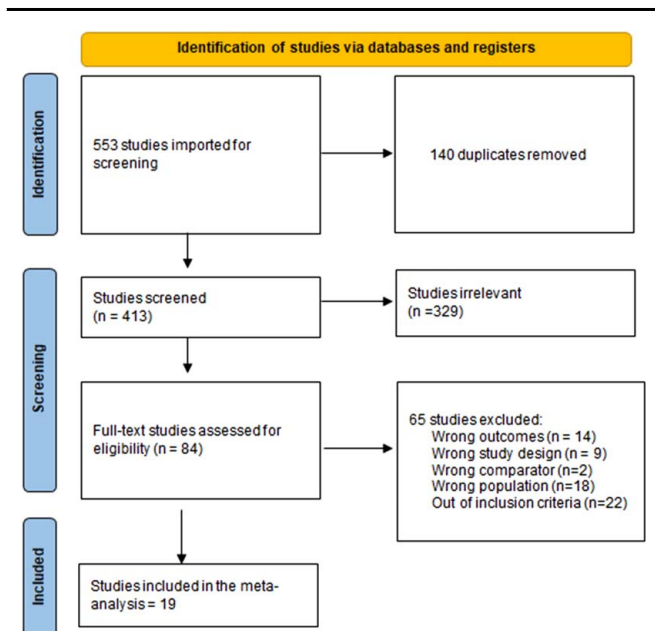 Identification of studies via databases and registers
Identification
553 studies imported for
screening
140 duplicates removed
Screening
Studies screened
(n = 413)
Studies irrelevant
(n =329)
Full-text studies assessed for
eligibility (n = 84)
65 studies excluded:
Wrong outcomes (n = 14)
Wrong study design (n = 9)
Wrong comparator (n=2)
Wrong population (n=18)
Out of inclusion criteria (n=22)
Included
Studies included in the meta-
analysis = 19